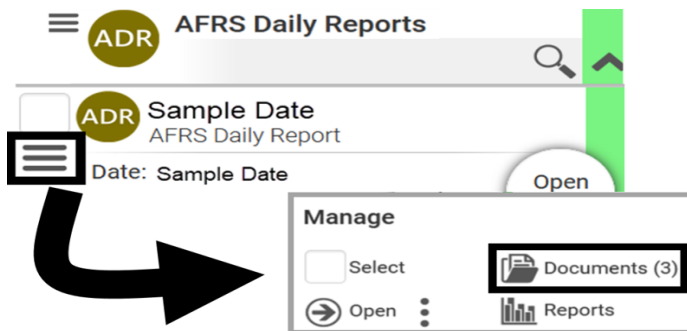 ADR AFRS Daily Reports
ADR Sample Date
AFRS Daily Report
Date: Sample Date
Open
Manage
Select Documents (3)
Open Reports